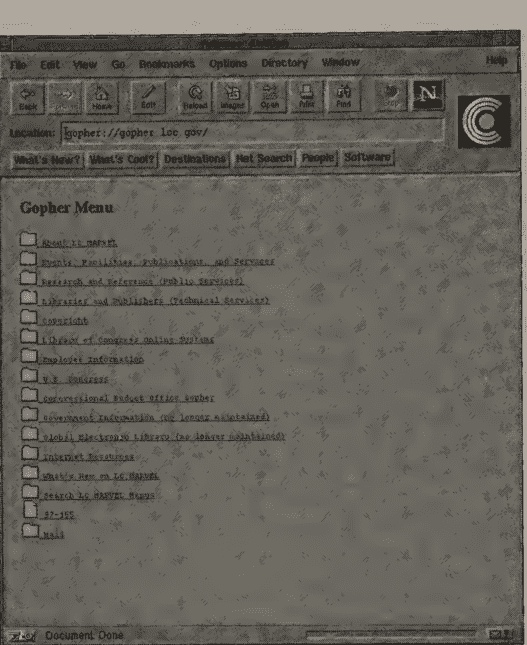 File Edit View Go Bookmarks Options Directory Window Help
Back Home Edit Reload Images Open Print Find Stop N
Location: gopher://gopher.loc.gov/
What's New? What's Cool? Destinations Net Search People Software
Gopher Menu
About LC MARVEL
Events, Facilities, Publications, and Services
Research and Reference (Public Services)
Libraries and Publishers (Technical Services)
Copyright
Library of Congress Online Systems
Employee Information
U.S. Congress
Congressional Budget Office Gopher
Government Information (no longer maintained)
Global Electronic Library (no longer maintained)
Internet Resources
What's New on LC MARVEL
Search LC MARVEL Menus
Document Done